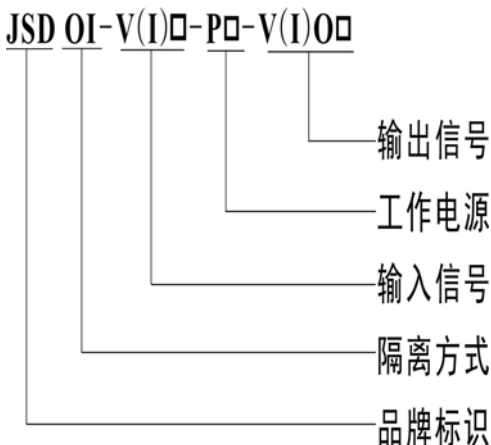 JSD OI-V(I)□-P□-V(I)O□
输出信号
工作电源
输入信号
隔离方式
品牌标识